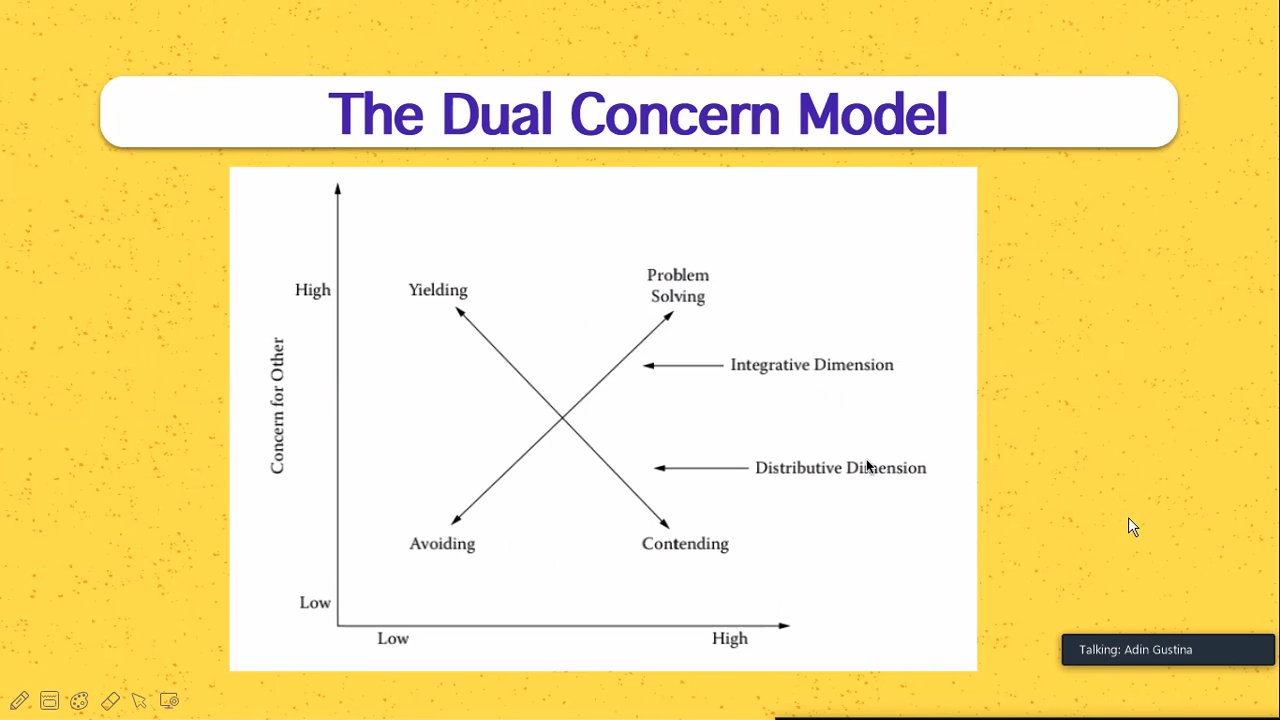 The Dual Concern Model
High
Yielding
Problem
Solving
Concern for Other
Integrative Dimension
Distributive Dimension
Avoiding
Contending
Low
Low
High
Talking: Adin Gustina